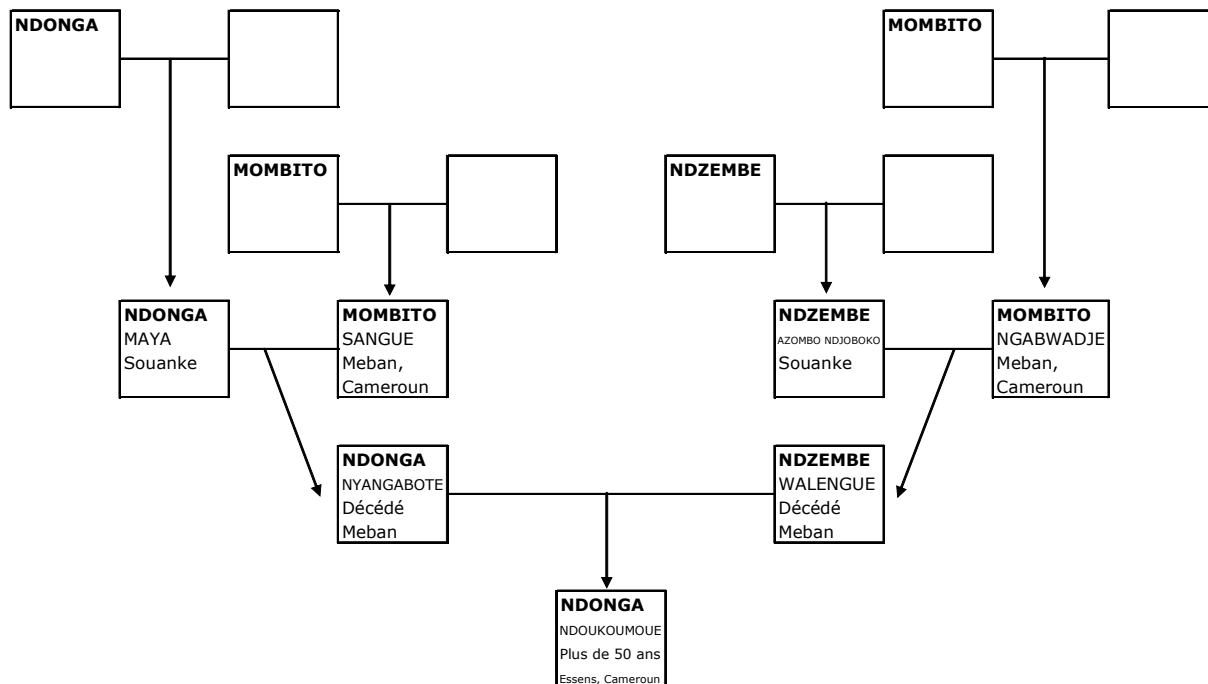 NDONGA
MOMBITO
MOMBITO
NDZEMBE
NDONGA
MAYA
Souanke
MOMBITO
SANGUE
Meban,
Cameroun
NDZEMBE
AZOMBO NDJOBOKO
Souanke
MOMBITO
NGABWADJE
Meban,
Cameroun
NDONGA
NYANGABOTE
Décédé
Meban
NDZEMBE
WALENGUE
Décédé
Meban
NDONGA
NDOUKOUMOUE
Plus de 50 ans
Essens, Cameroun